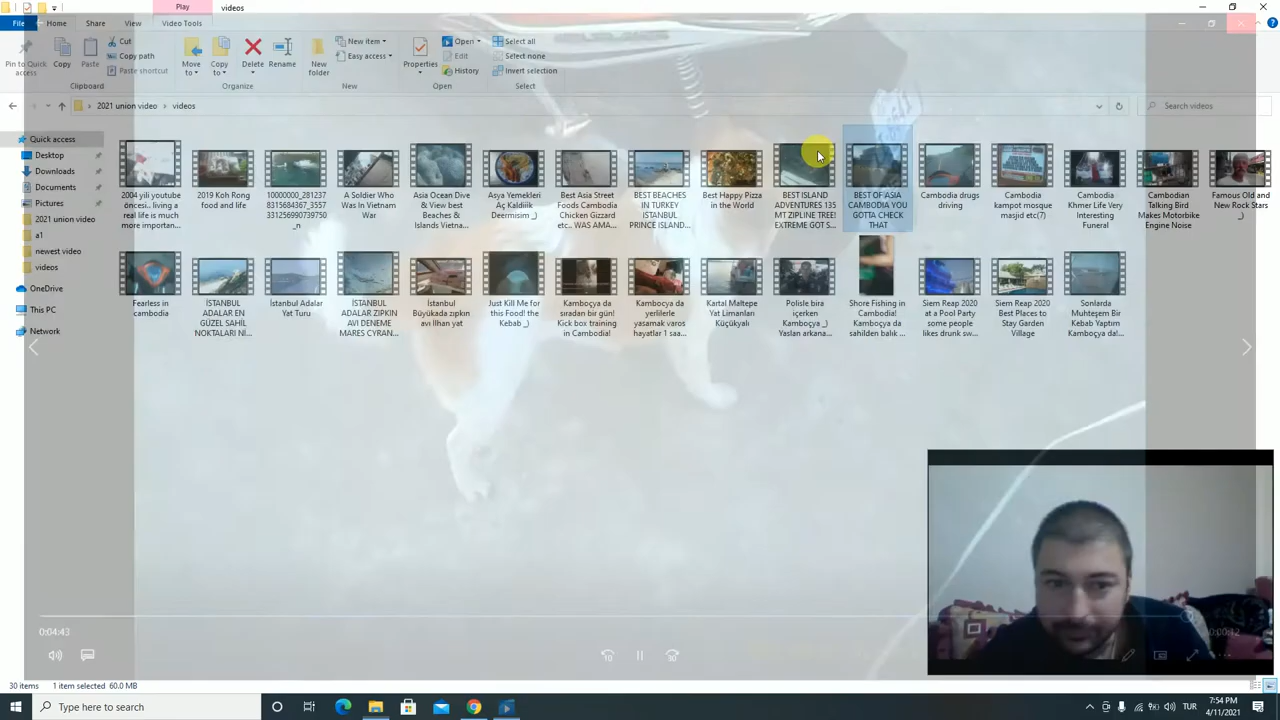 Play
videos
File
Home
Share
View
Video Tools
Pin to Quick access
Copy
Paste
Cut
Copy path
Paste shortcut
Clipboard
Move to
Copy to
Delete
Rename
Organize
New folder
New item
Easy access
New
Properties
Open
Edit
History
Open
Select all
Select none
Invert selection
Select
2021 union video
videos
Search videos
Quick access
Desktop
Downloads
Documents
Pictures
2021 union video
a1
newest video
videos
OneDrive
This PC
Network
2004 yili youtube
öncesi.. living a
real life is much
more importan...
2019 Koh Rong
food and life
10000000_281237
8315684367_3557
331256990739750
_n
A Soldier Who
Was In Vietnam
War
Asia Ocean Dive
& View best
Beaches &
Islands Vietna...
Asya Yemekleri
Aç Kaldiilk
Deermisim _)
Best Asia Street
Foods Cambodia
Chicken Gizzard
etc.. WAS AMA...
BEST BEACHES
IN TURKEY
ISTANBUL
PRINCE ISLAND...
Best Happy Pizza
in the World
BEST ISLAND
ADVENTURES 135
MT ZIPLINE TREE!
EXTREME GOT S...
BEST OF ASIA
CAMBODIA YOU
GOTTA CHECK
THAT
Cambodia drugs
driving
Cambodia
kampot mosque
masjid etc(7)
Cambodia
Khmer Life Very
Interesting
Funeral
Cambodian
Talking Bird
Makes Motorbike
Engine Noise
Famous Old and
New Rock Stars
_)
Fearless in
cambodia
İSTANBUL
ADALAR EN
GÜZEL SAHİL
NOKTALARI NI...
İstanbul Adalar
Yat Turu
İSTANBUL
ADALAR ZIPKIN
AVI DENEME
MARES CYRAN...
İstanbul
Büyükada zıpkın
avı İlhan yat
Just Kill Me for
this Food! the
Kebab _)
Kamboçya da
sıradan bir gün!
Kick box training
in Cambodia!
Kamboçya da
yerlilerle
yasamak varos
hayatlar 1 saa...
Kartal Maltepe
Yat Limanları
Küçükyalı
Polisle bira
içerken
Kamboçya _)
Yaslan arkana...
Shore Fishing in
Cambodia!
Kamboçya da
sahilden balık ...
Siem Reap 2020
at a Pool Party
some people
likes drunk sw...
Siem Reap 2020
Best Places to
Stay Garden
Village
Sonlarda
Muhteşem Bir
Kebab Yaptım
Kamboçya da!...
0:04:43
0:00:12
10
30
30 items
1 item selected 60.0 MB
Type here to search
TUR
7:54 PM
4/11/2021